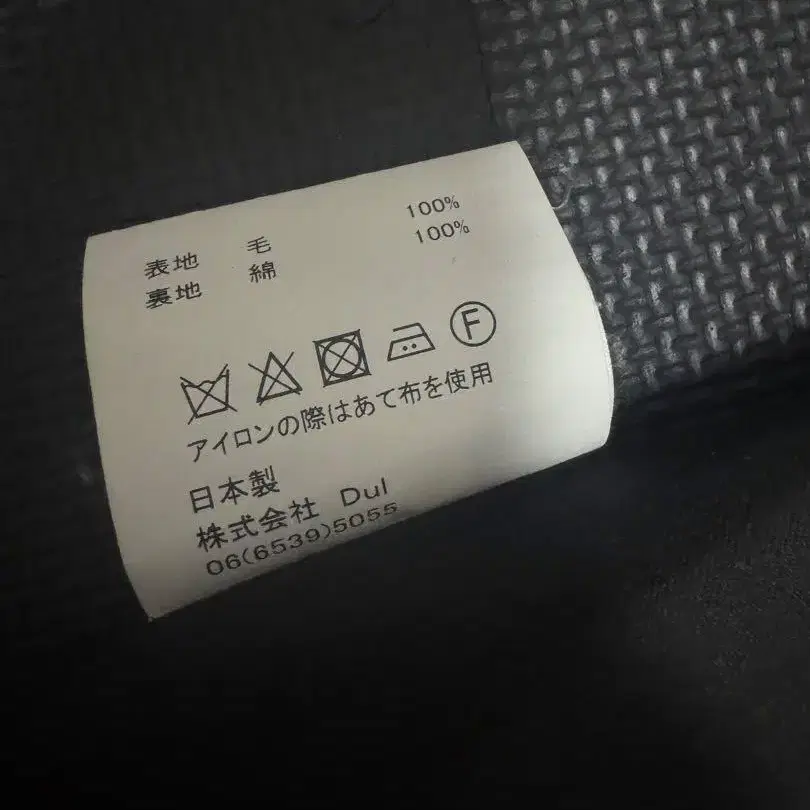 表地 毛 100%
裏地 綿 100%
F
アイロンの際はあて布を使用
日本製
株式会社 Dul
06(6539)5055